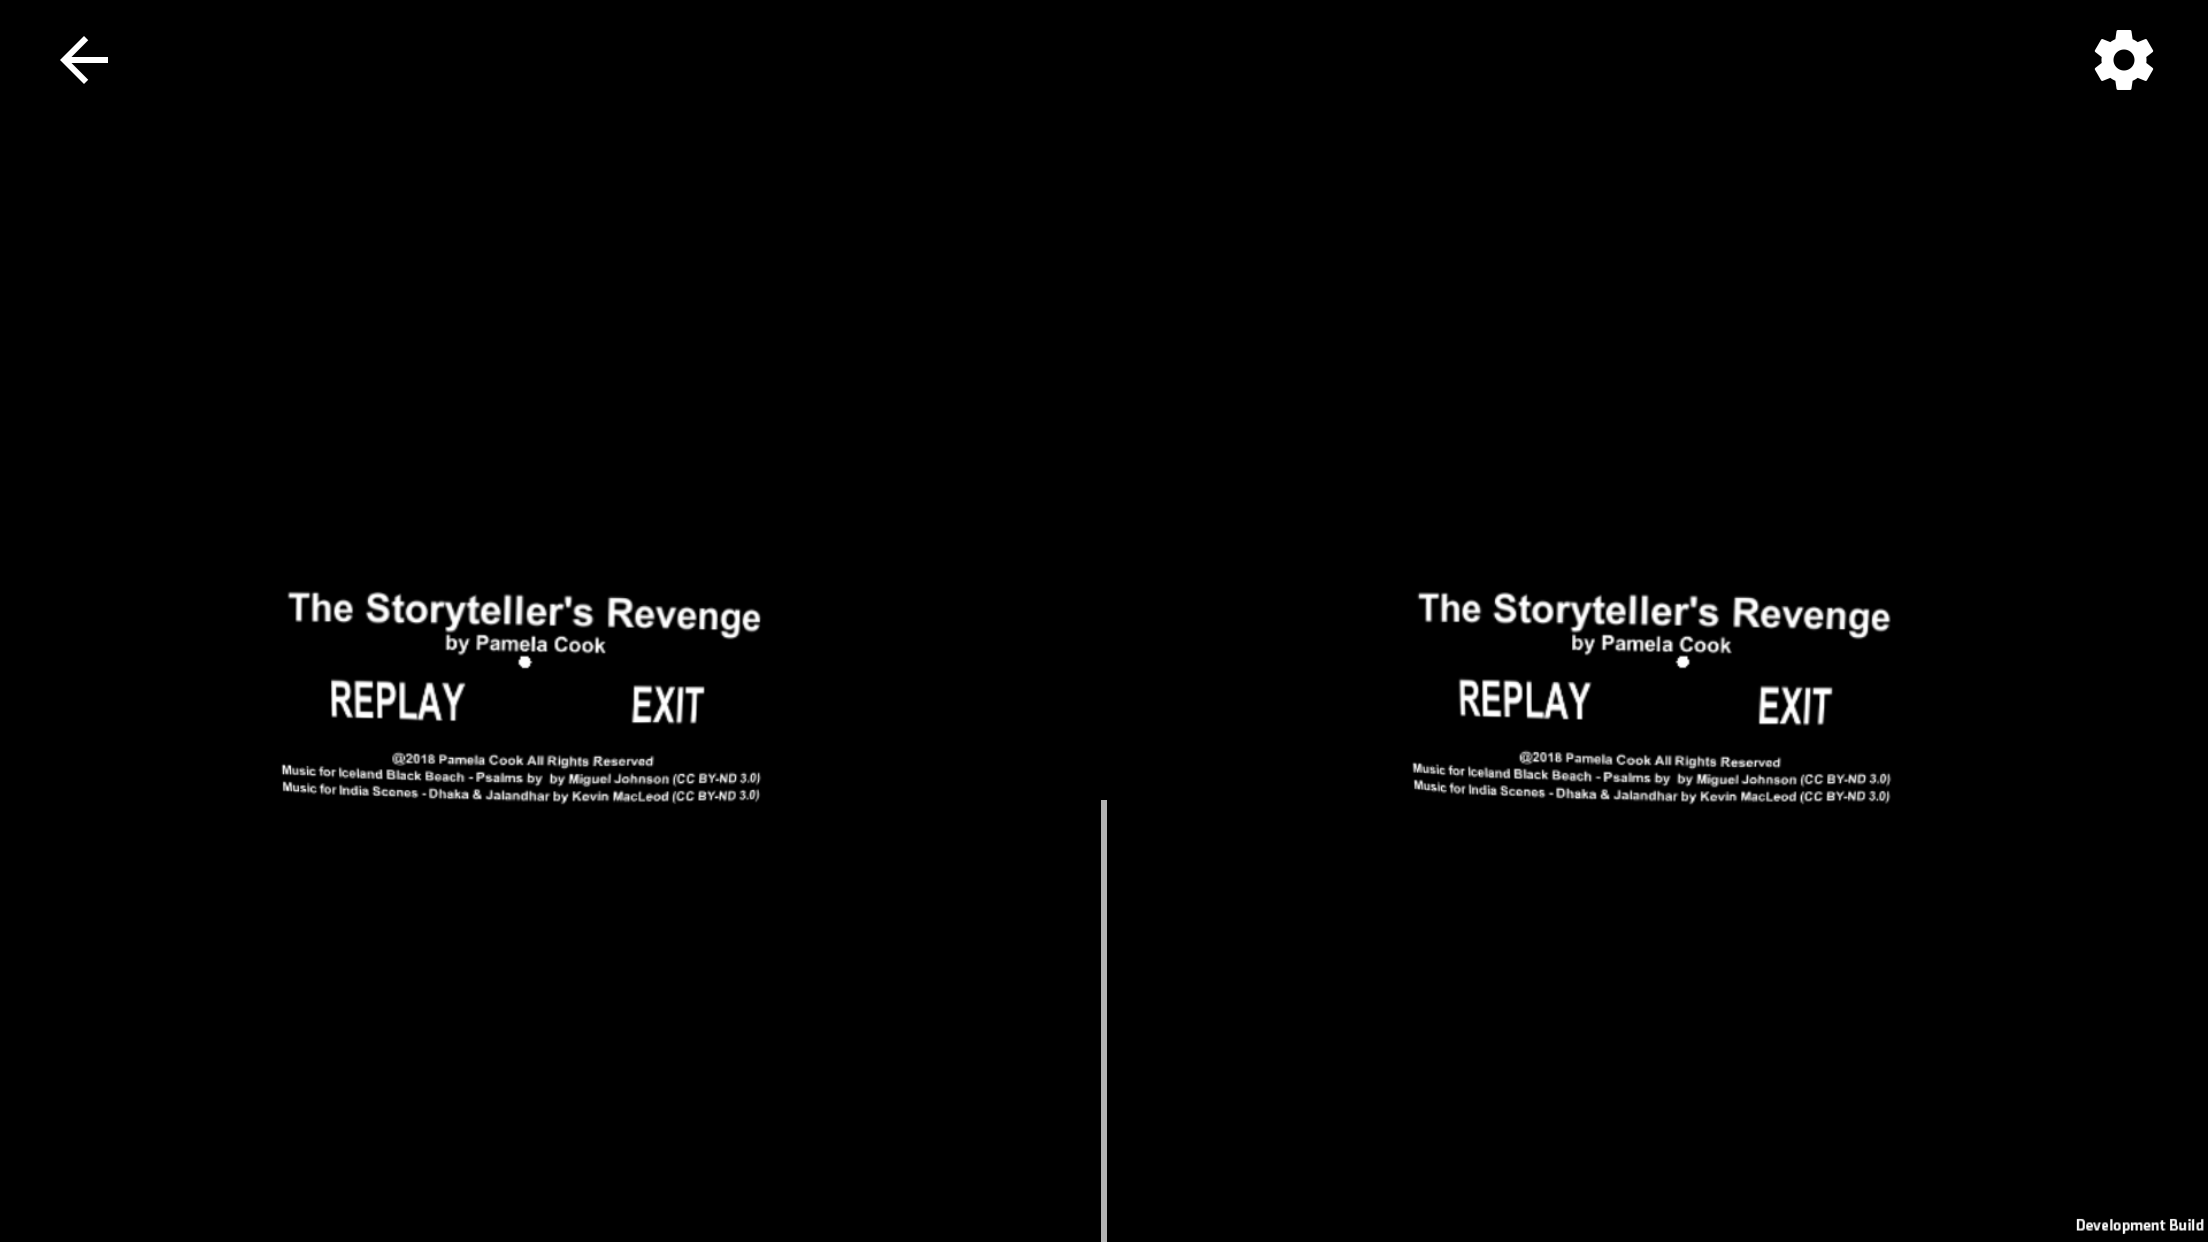 The Storyteller's Revenge
by Pamela Cook
REPLAY EXIT
@2018 Pamela Cook All Rights Reserved
Music for Iceland Black Beach - Psalms by  by Miguel Johnson (CC BY-ND 3.0)
Music for India Scenes - Dhaka & Jalandhar by Kevin MacLeod (CC BY-ND 3.0)
The Storyteller's Revenge
by Pamela Cook
REPLAY EXIT
@2018 Pamela Cook All Rights Reserved
Music for Iceland Black Beach - Psalms by  by Miguel Johnson (CC BY-ND 3.0)
Music for India Scenes - Dhaka & Jalandhar by Kevin MacLeod (CC BY-ND 3.0)
Development Build